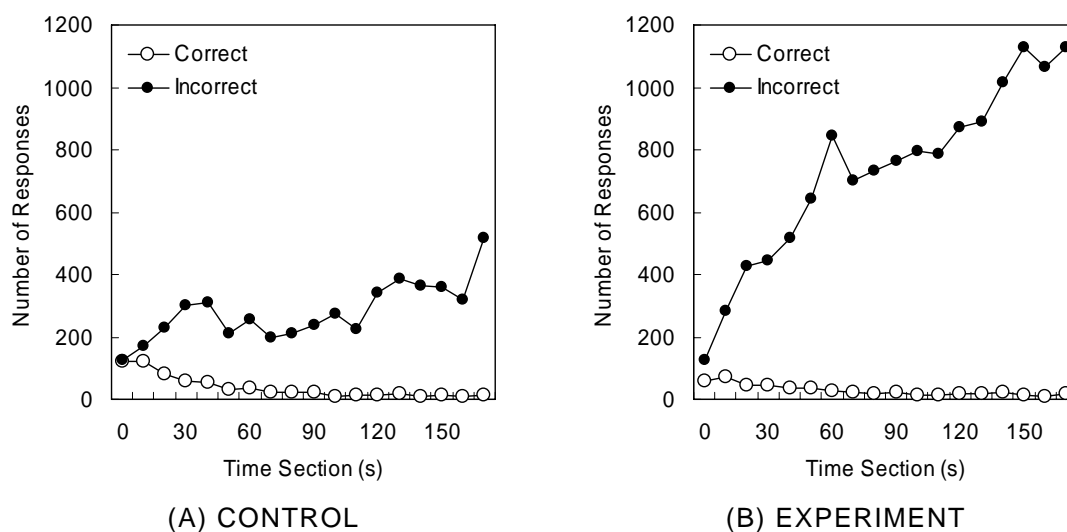 1200
1000
800
600
400
200
0
Number of Responses
Correct
Incorrect
0 30 60 90 120 150
Time Section (s)
(A) CONTROL
1200
1000
800
600
400
200
0
Number of Responses
Correct
Incorrect
0 30 60 90 120 150
Time Section (s)
(B) EXPERIMENT